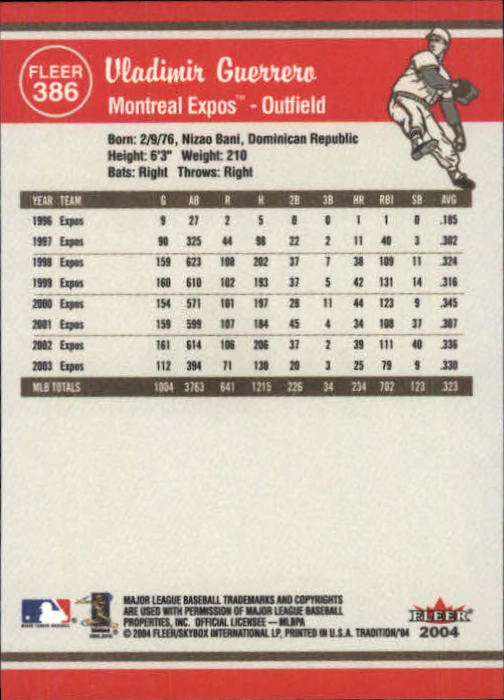 FLEER
386
Vladimir Guerrero
Montreal Expos™ - Outfield
Born: 2/9/76, Nizao Bani, Dominican Republic
Height: 6'3" Weight: 210
Bats: Right Throws: Right
YEAR TEAM G AB R H 2B 3B HR RBI SB AVG
1996 Expos 9 27 2 5 0 0 1 1 0 .185
1997 Expos 90 325 44 98 22 2 11 40 3 .302
1998 Expos 159 623 108 202 37 7 38 109 11 .324
1999 Expos 160 610 102 193 37 5 42 131 14 .316
2000 Expos 154 571 101 197 28 11 44 123 9 .345
2001 Expos 159 599 107 184 45 4 34 108 37 .307
2002 Expos 161 614 106 206 37 2 39 111 40 .336
2003 Expos 112 394 71 130 20 3 25 79 9 .330
MLB TOTALS 1004 3763 641 1215 226 34 234 702 123 .323
MAJOR LEAGUE BASEBALL TRADEMARKS AND COPYRIGHTS
ARE USED WITH PERMISSION OF MAJOR LEAGUE BASEBALL
PROPERTIES, INC. OFFICIAL LICENSEE — MLBPA
© 2004 FLEER/SKYBOX INTERNATIONAL LP, PRINTED IN U.S.A. TRADITION/'04
FLEER
2004